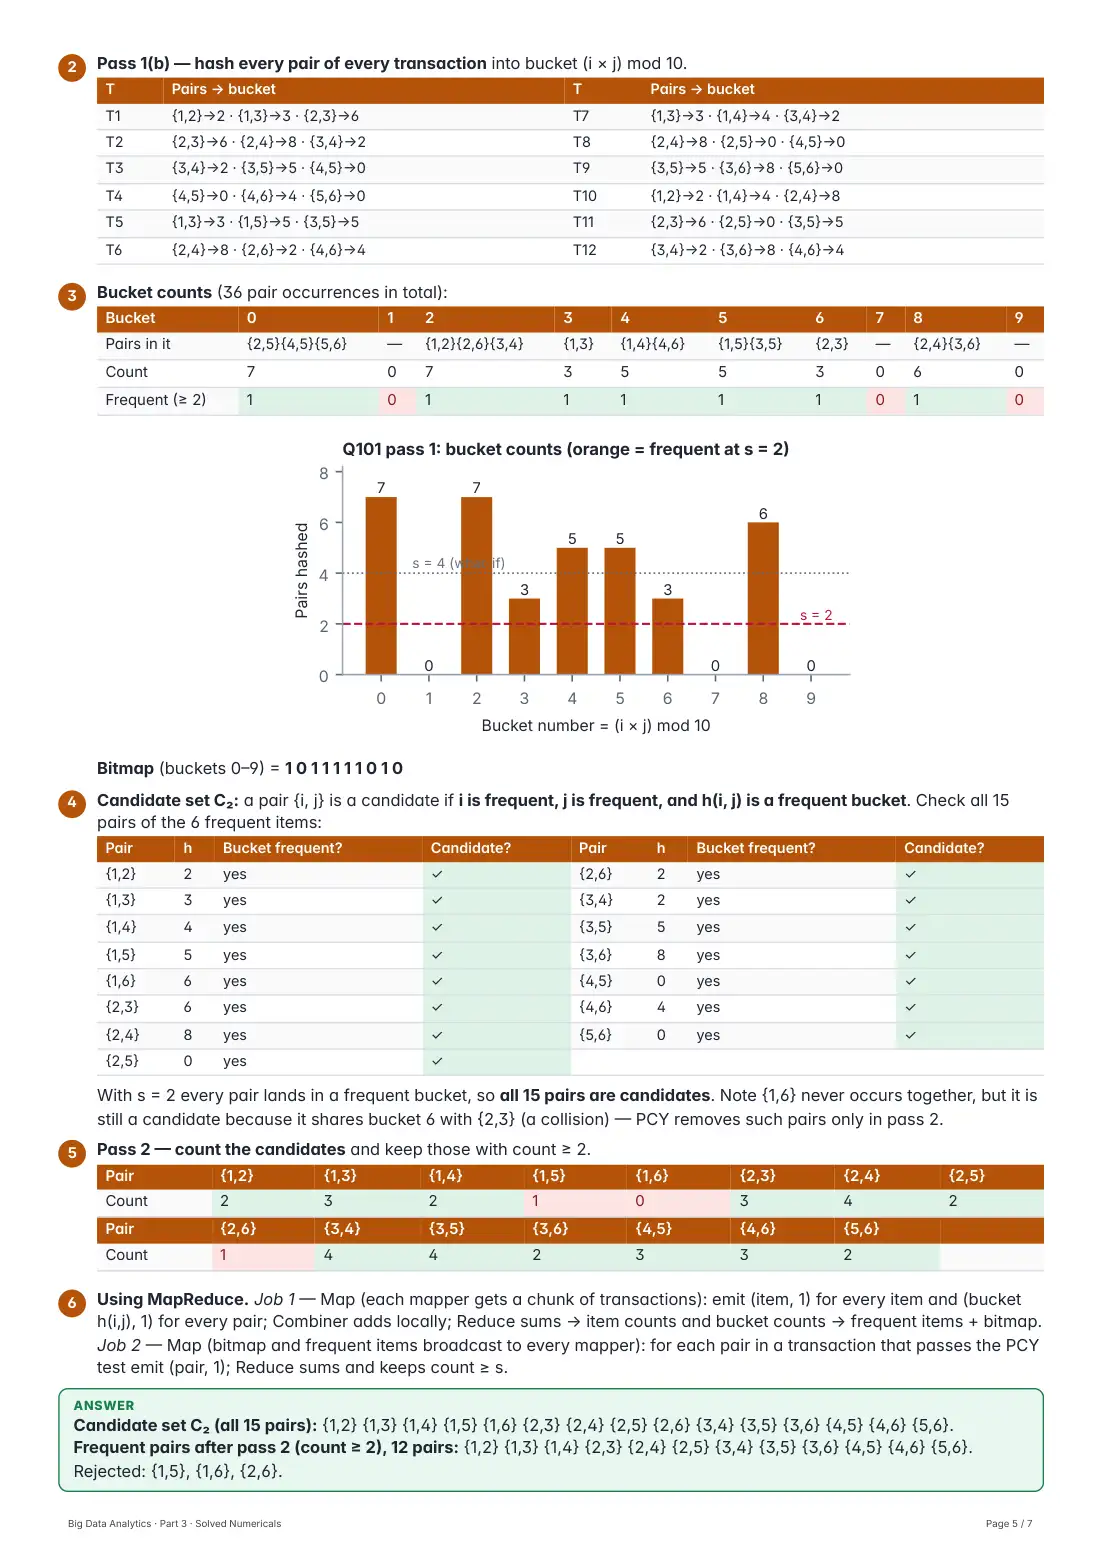 2 Pass 1(b) — hash every pair of every transaction into bucket (i × j) mod 10.
T Pairs → bucket T Pairs → bucket
T1 {1,2}→2 · {1,3}→3 · {2,3}→6 T7 {1,3}→3 · {1,4}→4 · {3,4}→2
T2 {2,3}→6 · {2,4}→8 · {3,4}→2 T8 {2,4}→8 · {2,5}→0 · {4,5}→0
T3 {3,4}→2 · {3,5}→5 · {4,5}→0 T9 {3,5}→5 · {3,6}→8 · {5,6}→0
T4 {4,5}→0 · {4,6}→4 · {5,6}→0 T10 {1,2}→2 · {1,4}→4 · {2,4}→8
T5 {1,3}→3 · {1,5}→5 · {3,5}→5 T11 {2,3}→6 · {2,5}→0 · {3,5}→5
T6 {2,4}→8 · {2,6}→2 · {4,6}→4 T12 {3,4}→2 · {3,6}→8 · {4,6}→4
3 Bucket counts (36 pair occurrences in total):
Bucket 0 1 2 3 4 5 6 7 8 9
Pairs in it {2,5}{4,5}{5,6} — {1,2}{2,6}{3,4} {1,3} {1,4}{4,6} {1,5}{3,5} {2,3} — {2,4}{3,6} —
Count 7 0 7 3 5 5 3 0 6 0
Frequent (≥ 2) 1 0 1 1 1 1 1 0 1 0
Q101 pass 1: bucket counts (orange = frequent at s = 2)
Pairs hashed
8
6
4
2
0
7 0 7 3 5 5 3 0 6 0
s = 4 ( if)
s = 2
0 1 2 3 4 5 6 7 8 9
Bucket number = (i × j) mod 10
Bitmap (buckets 0–9) = 1 0 1 1 1 1 1 0 1 0
4 Candidate set C₂: a pair {i, j} is a candidate if i is frequent, j is frequent, and h(i, j) is a frequent bucket. Check all 15
pairs of the 6 frequent items:
Pair h Bucket frequent? Candidate? Pair h Bucket frequent? Candidate?
{1,2} 2 yes ✓ {2,6} 2 yes ✓
{1,3} 3 yes ✓ {3,4} 2 yes ✓
{1,4} 4 yes ✓ {3,5} 5 yes ✓
{1,5} 5 yes ✓ {3,6} 8 yes ✓
{1,6} 6 yes ✓ {4,5} 0 yes ✓
{2,3} 6 yes ✓ {4,6} 4 yes ✓
{2,4} 8 yes ✓ {5,6} 0 yes ✓
{2,5} 0 yes ✓
With s = 2 every pair lands in a frequent bucket, so all 15 pairs are candidates. Note {1,6} never occurs together, but it is
still a candidate because it shares bucket 6 with {2,3} (a collision) — PCY removes such pairs only in pass 2.
5 Pass 2 — count the candidates and keep those with count ≥ 2.
Pair {1,2} {1,3} {1,4} {1,5} {1,6} {2,3} {2,4} {2,5}
Count 2 3 2 1 0 3 4 2
Pair {2,6} {3,4} {3,5} {3,6} {4,5} {4,6} {5,6}
Count 1 4 4 2 3 3 2
6 Using MapReduce. Job 1 — Map (each mapper gets a chunk of transactions): emit (item, 1) for every item and (bucket
h(i,j), 1) for every pair; Combiner adds locally; Reduce sums → item counts and bucket counts → frequent items + bitmap.
Job 2 — Map (bitmap and frequent items broadcast to every mapper): for each pair in a transaction that passes the PCY
test emit (pair, 1); Reduce sums and keeps count ≥ s.
ANSWER
Candidate set C₂ (all 15 pairs): {1,2} {1,3} {1,4} {1,5} {1,6} {2,3} {2,4} {2,5} {2,6} {3,4} {3,5} {3,6} {4,5} {4,6} {5,6}.
Frequent pairs after pass 2 (count ≥ 2), 12 pairs: {1,2} {1,3} {1,4} {2,3} {2,4} {2,5} {3,4} {3,5} {3,6} {4,5} {4,6} {5,6}.
Rejected: {1,5}, {1,6}, {2,6}.
Big Data Analytics · Part 3 · Solved Numericals Page 5 / 7